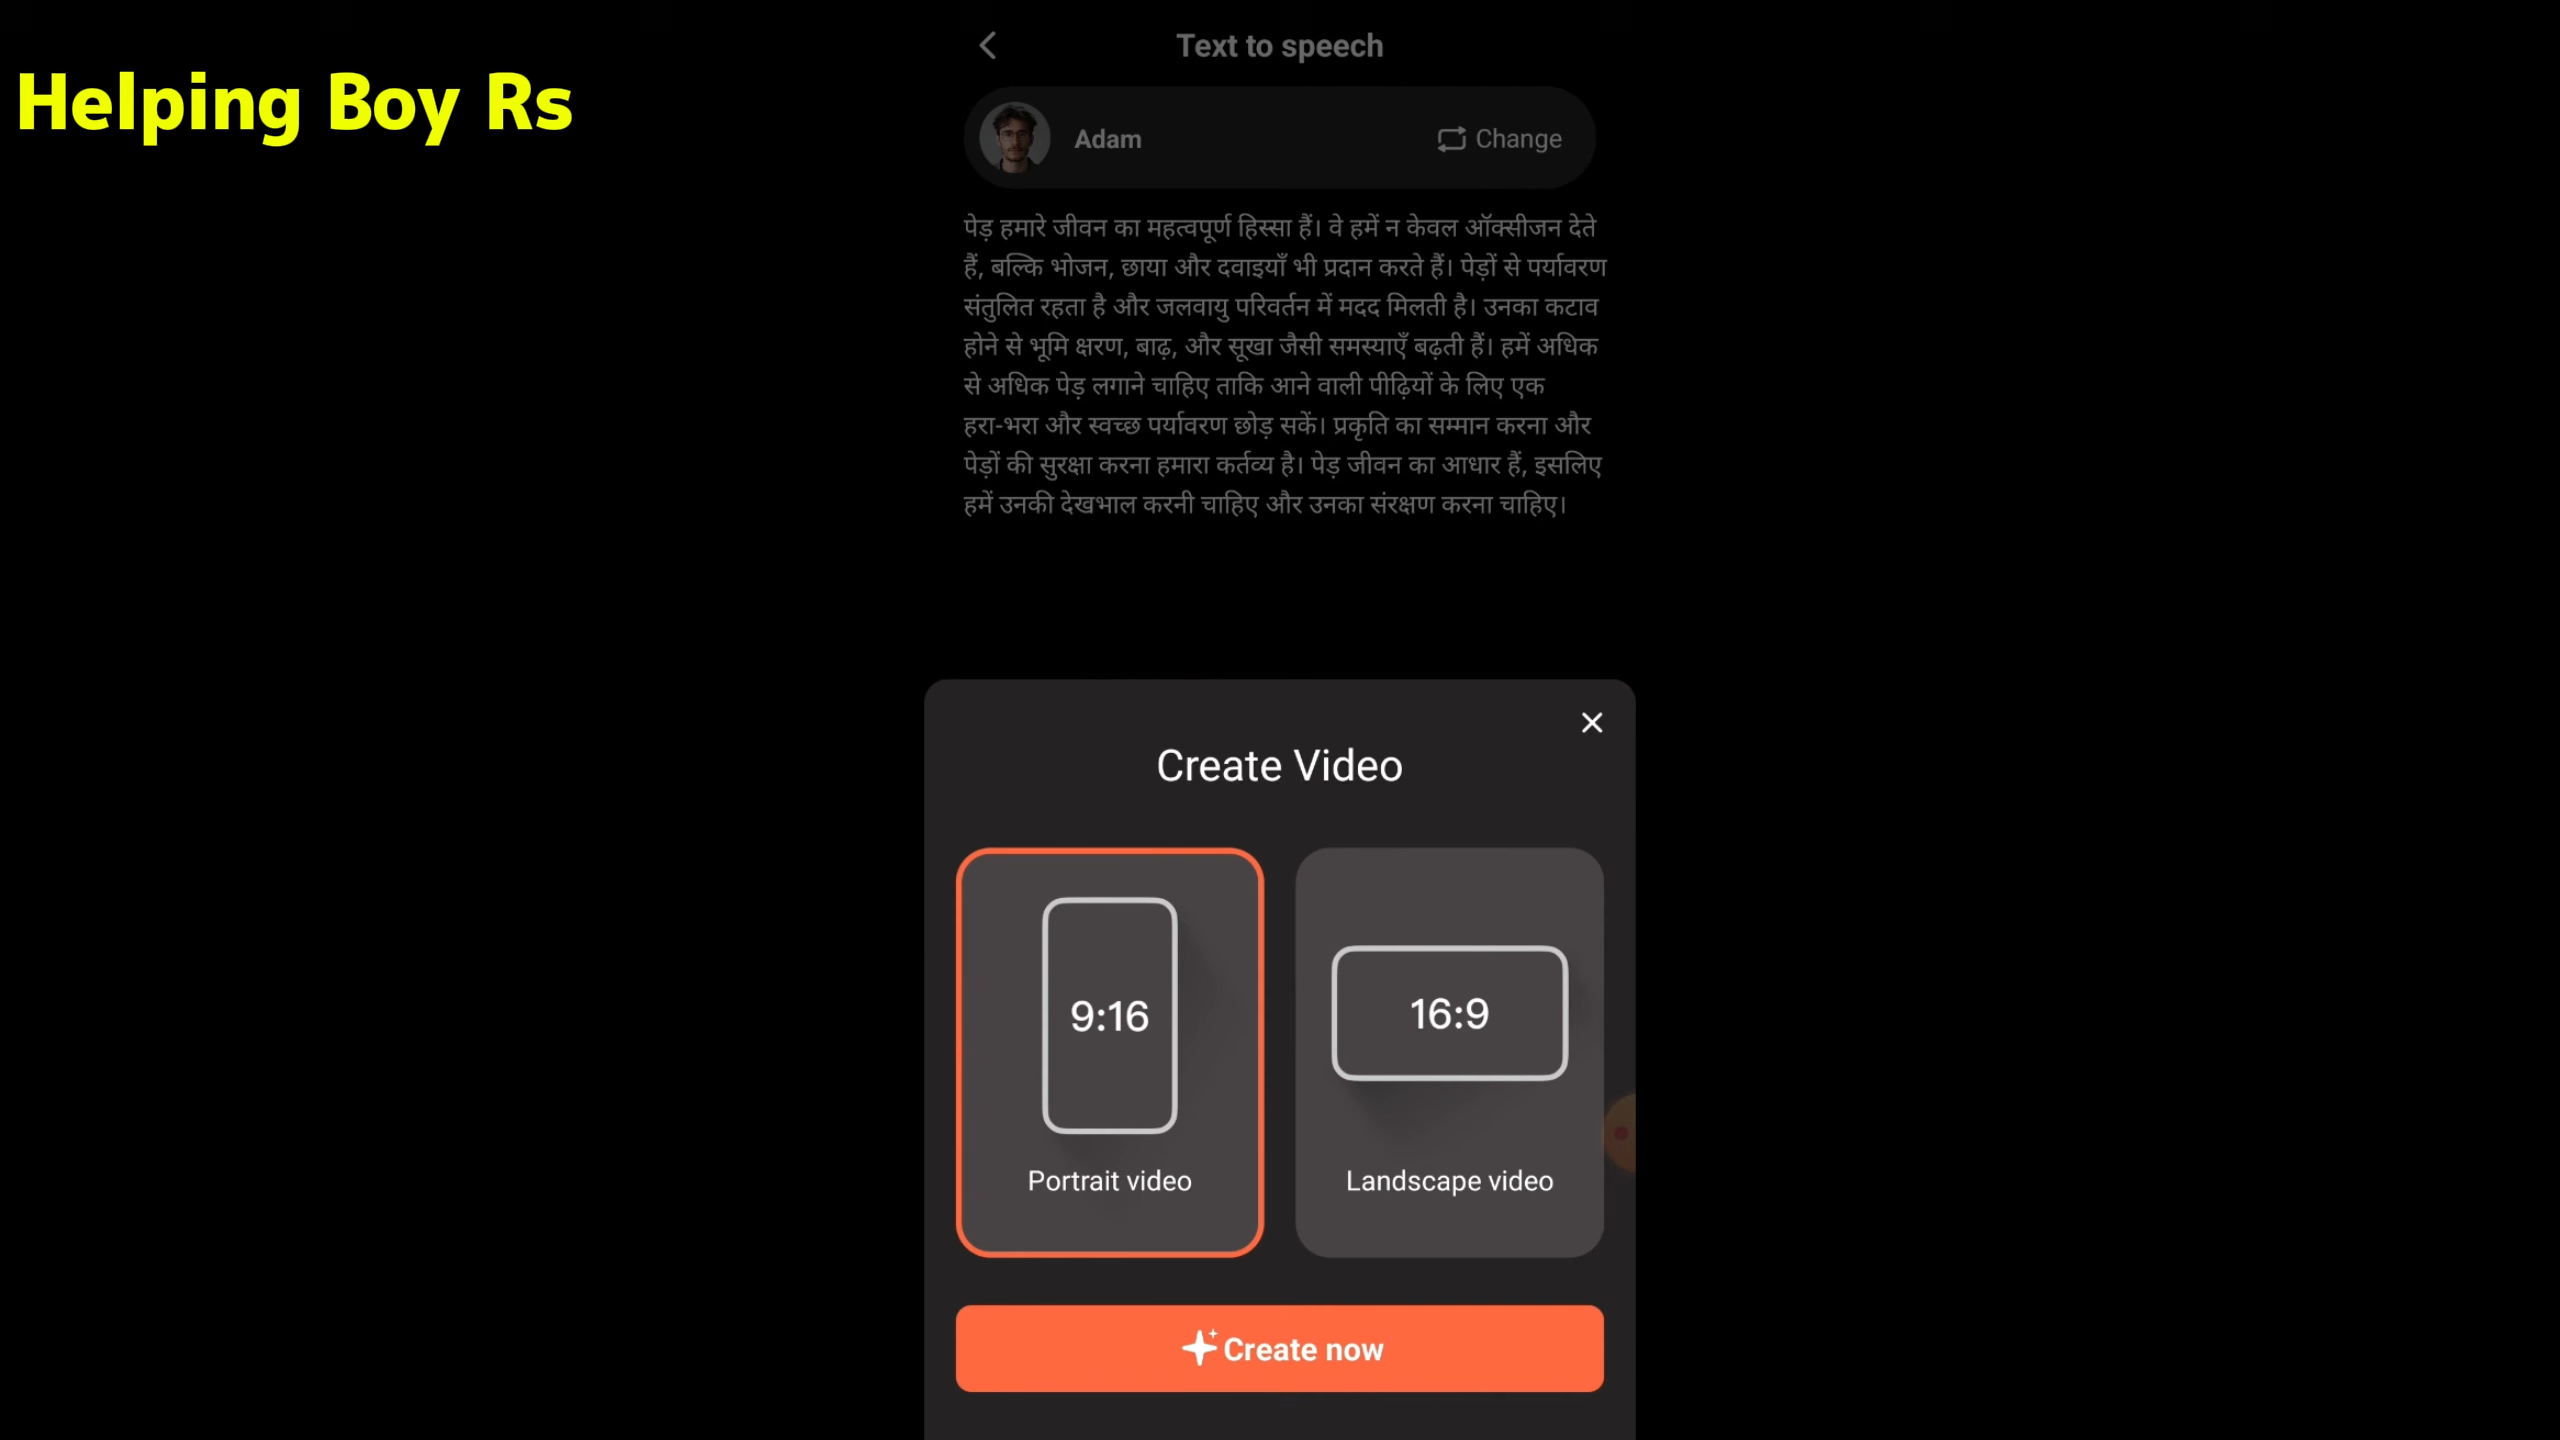 Helping Boy Rs
Text to speech
Adam
Change
पेड़ हमारे जीवन का महत्वपूर्ण हिस्सा हैं। वे हमें न केवल ऑक्सीजन देते
हैं, बल्कि भोजन, छाया और दवाइयाँ भी प्रदान करते हैं। पेड़ों से पर्यावरण
संतुलित रहता है और जलवायु परिवर्तन में मदद मिलती है। उनका कटाव
होने से भूमि क्षरण, बाढ़, और सूखा जैसी समस्याएँ बढ़ती हैं। हमें अधिक
से अधिक पेड़ लगाने चाहिए ताकि आने वाली पीढ़ियों के लिए एक
हरा-भरा और स्वच्छ पर्यावरण छोड़ सकें। प्रकृति का सम्मान करना और
पेड़ों की सुरक्षा करना हमारा कर्तव्य है। पेड़ जीवन का आधार हैं, इसलिए
हमें उनकी देखभाल करनी चाहिए और उनका संरक्षण करना चाहिए।
Create Video
9:16
16:9
Portrait video
Landscape video
Create now